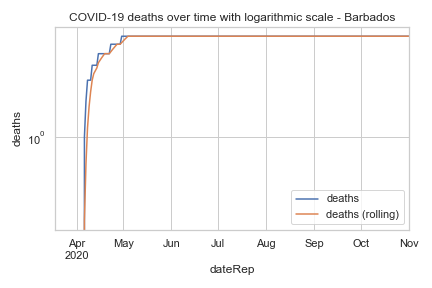 COVID-19 deaths over time with logarithmic scale - Barbados
deaths
10⁰
deaths
deaths (rolling)
Apr May Jun Jul Aug Sep Oct Nov
2020
dateRep